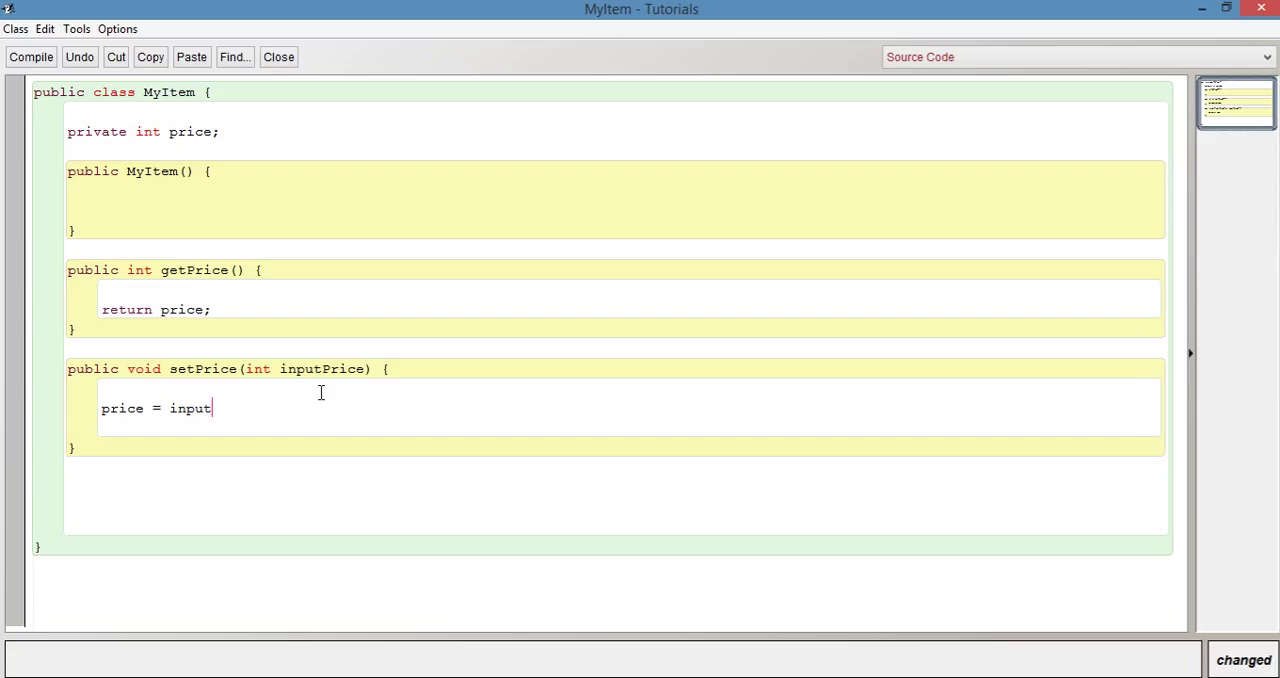 MyItem - Tutorials
Class Edit Tools Options
Compile Undo Cut Copy Paste Find... Close Source Code
public class MyItem {
private int price;
public MyItem() {
}
public int getPrice() {
return price;
}
public void setPrice(int inputPrice) {
price = input
}
}
changed